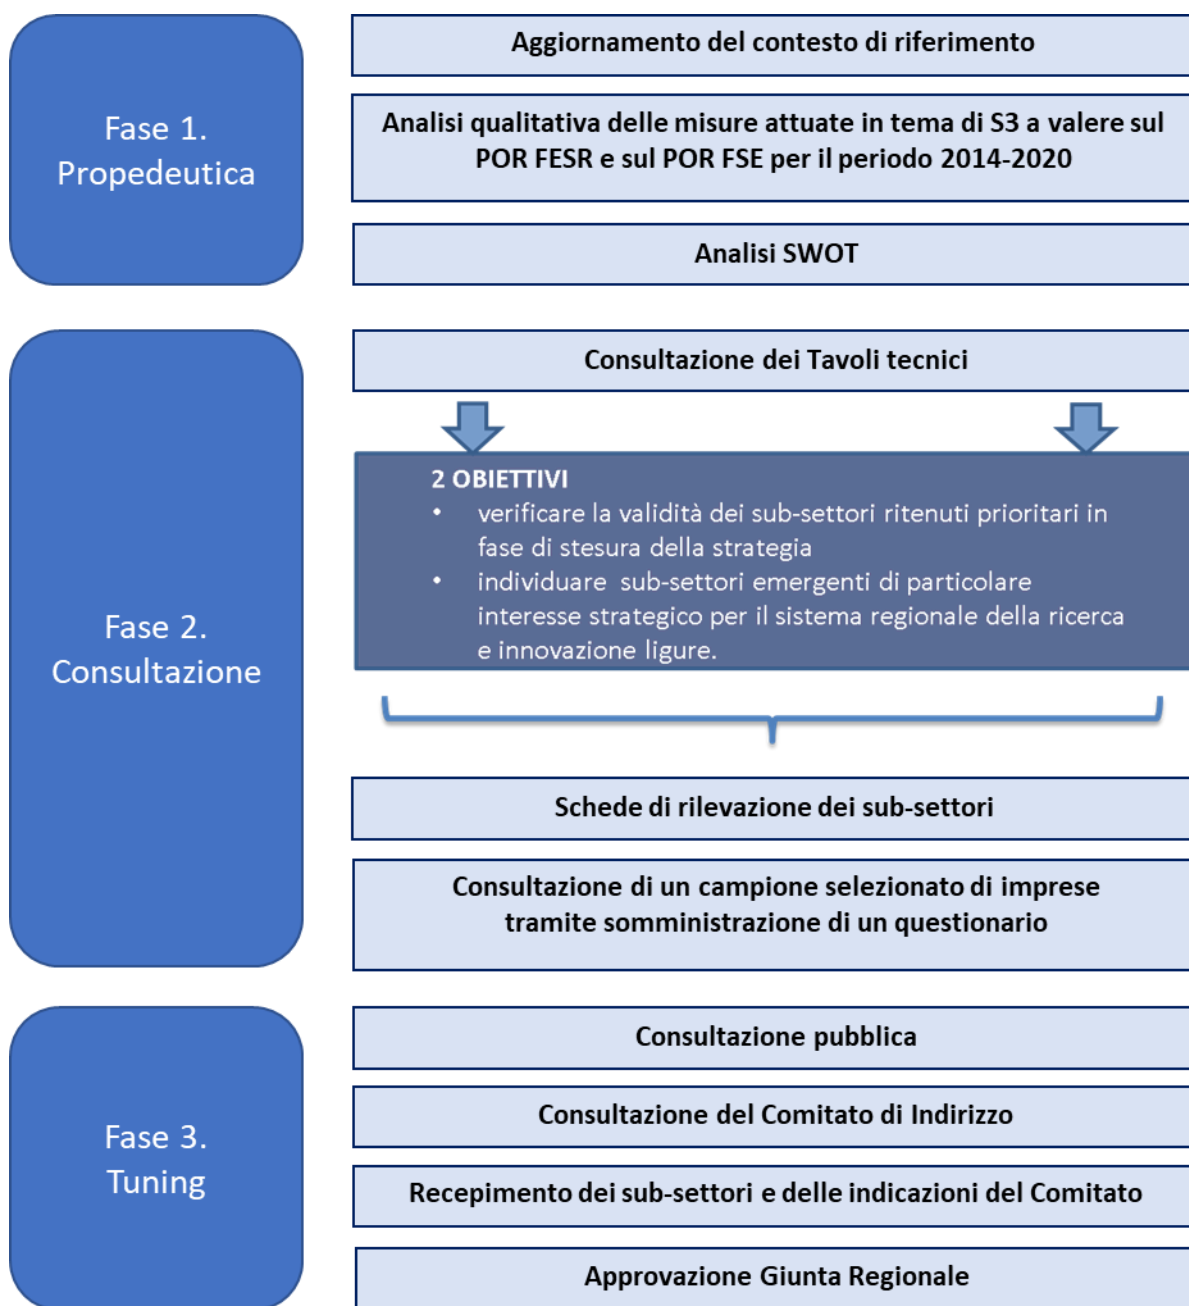 Fase 1.
Propedeutica
Aggiornamento del contesto di riferimento
Analisi qualitativa delle misure attuate in tema di S3 a valere sul
POR FESR e sul POR FSE per il periodo 2014-2020
Analisi SWOT
Fase 2.
Consultazione
Consultazione dei Tavoli tecnici
2 OBIETTIVI
• verificare la validità dei sub-settori ritenuti prioritari in
fase di stesura della strategia
• individuare sub-settori emergenti di particolare
interesse strategico per il sistema regionale della ricerca
e innovazione ligure.
Schede di rilevazione dei sub-settori
Consultazione di un campione selezionato di imprese
tramite somministrazione di un questionario
Fase 3.
Tuning
Consultazione pubblica
Consultazione del Comitato di Indirizzo
Recepimento dei sub-settori e delle indicazioni del Comitato
Approvazione Giunta Regionale